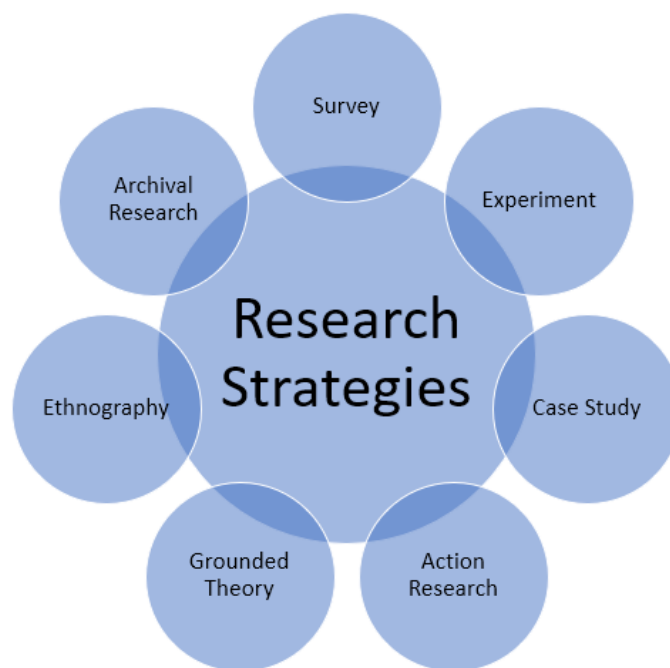 Survey
Experiment
Case Study
Action
Research
Grounded
Theory
Ethnography
Archival
Research
Research
Strategies